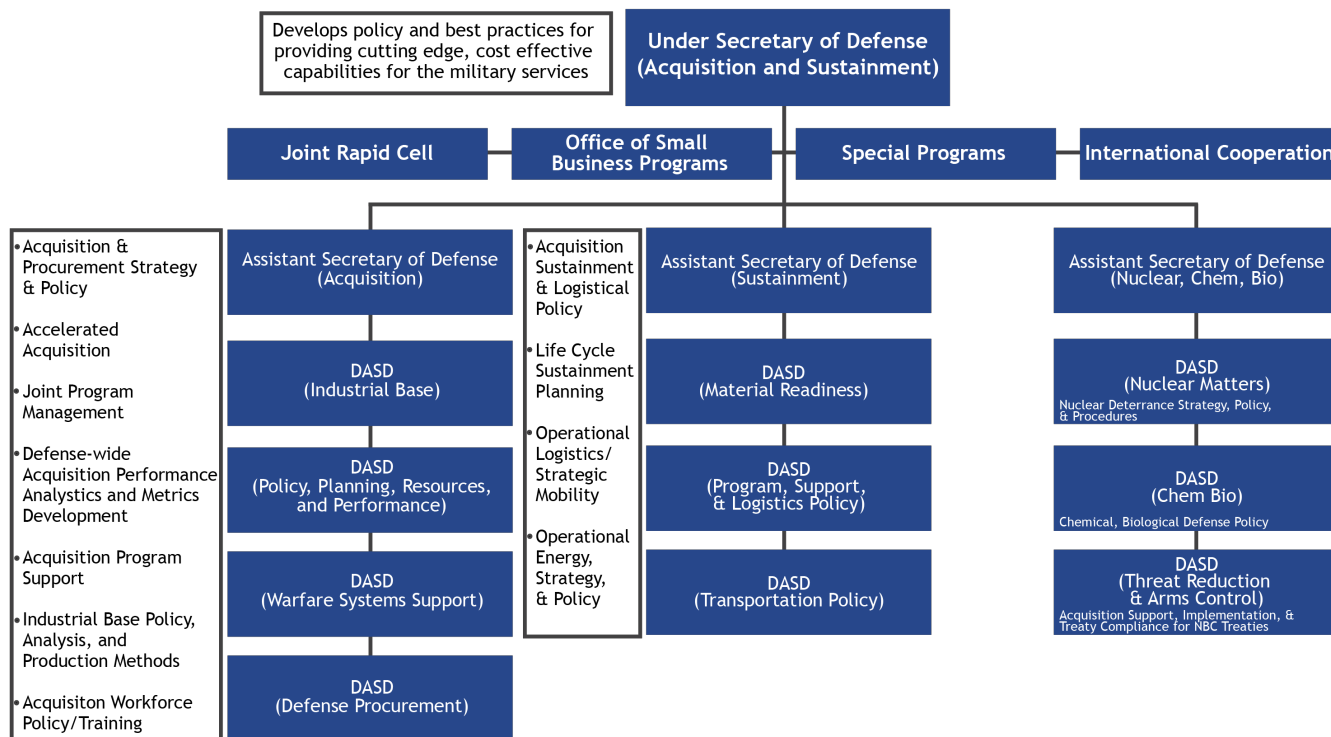 Develops policy and best practices for
providing cutting edge, cost effective
capabilities for the military services
Under Secretary of Defense
(Acquisition and Sustainment)
Joint Rapid Cell
Office of Small
Business Programs
Special Programs
International Cooperation
• Acquisition &
Procurement Strategy
& Policy
• Accelerated
Acquisition
• Joint Program
Management
• Defense-wide
Acquisition Performance
Analystics and Metrics
Development
• Acquisition Program
Support
• Industrial Base Policy,
Analysis, and
Production Methods
• Acquisiton Workforce
Policy/Training
Assistant Secretary of Defense
(Acquisition)
DASD
(Industrial Base)
DASD
(Policy, Planning, Resources,
and Performance)
DASD
(Warfare Systems Support)
DASD
(Defense Procurement)
• Acquisition
Sustainment
& Logistical
Policy
• Life Cycle
Sustainment
Planning
• Operational
Logistics/
Strategic
Mobility
• Operational
Energy,
Strategy,
& Policy
Assistant Secretary of Defense
(Sustainment)
DASD
(Material Readiness)
DASD
(Program, Support,
& Logistics Policy)
DASD
(Transportation Policy)
Assistant Secretary of Defense
(Nuclear, Chem, Bio)
DASD
(Nuclear Matters)
Nuclear Deterrance Strategy, Policy,
& Procedures
DASD
(Chem Bio)
Chemical, Biological Defense Policy
DASD
(Threat Reduction
& Arms Control)
Acquisition Support, Implementation, &
Treaty Compliance for NBC Treaties